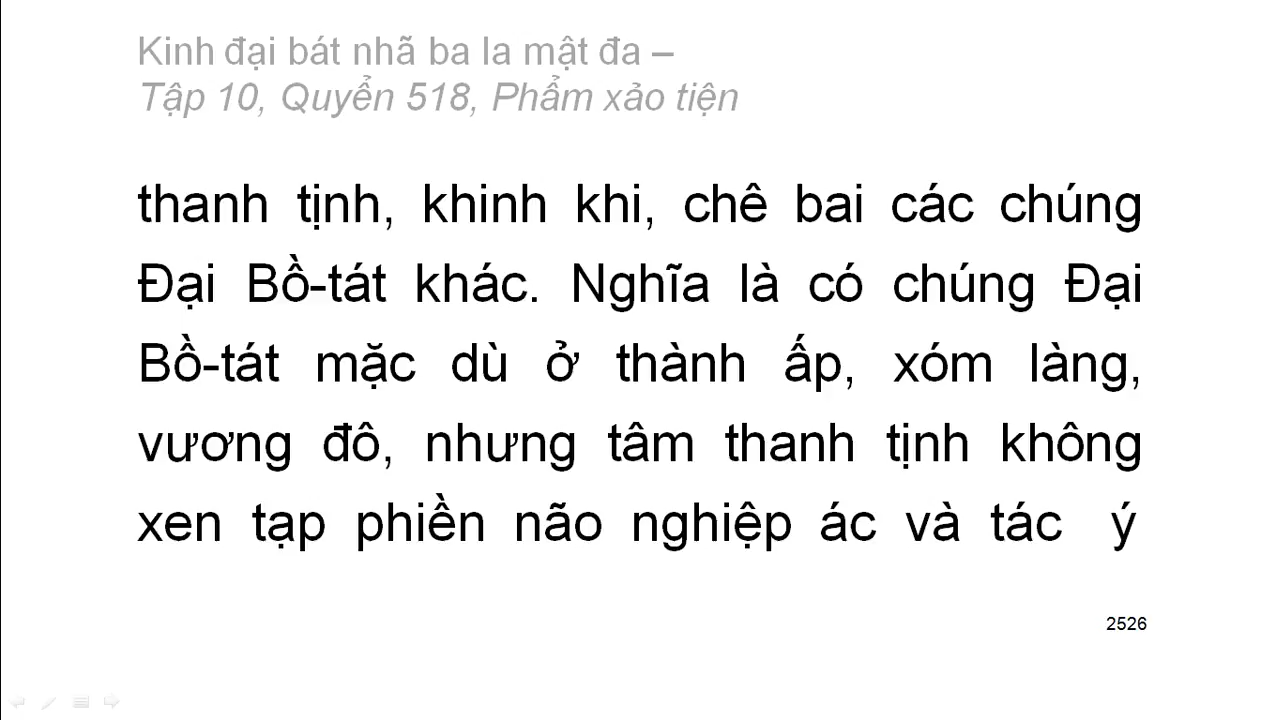 Kinh đại bát nhã ba la mật đa –
Tập 10, Quyển 518, Phẩm xảo tiện
thanh tịnh, khinh khi, chê bai các chúng
Đại Bồ-tát khác. Nghĩa là có chúng Đại
Bồ-tát mặc dù ở thành ấp, xóm làng,
vương đô, nhưng tâm thanh tịnh không
xen tạp phiền não nghiệp ác và tác ý
2526